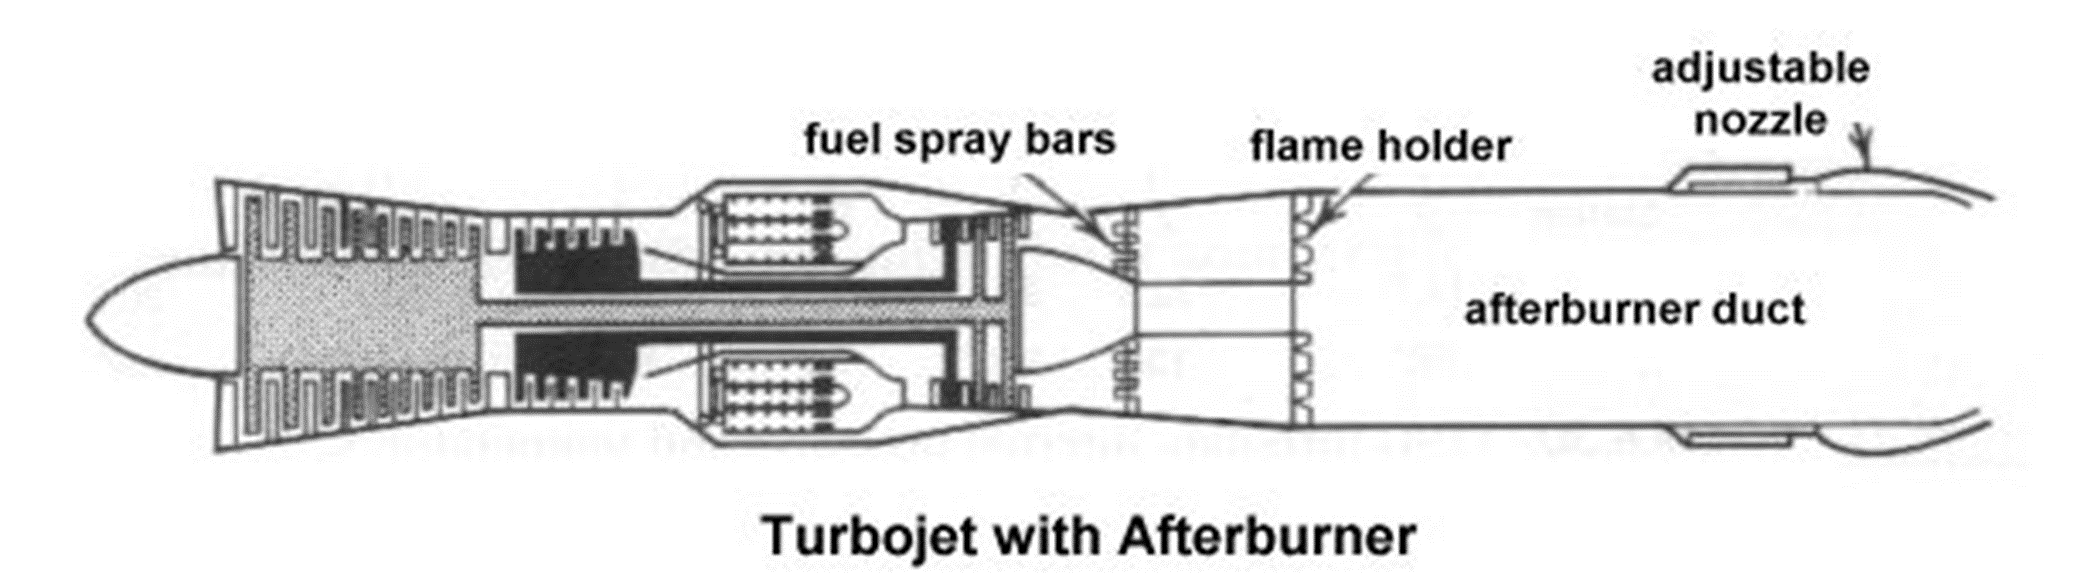 adjustable
nozzle
fuel spray bars
flame holder
afterburner duct
Turbojet with Afterburner